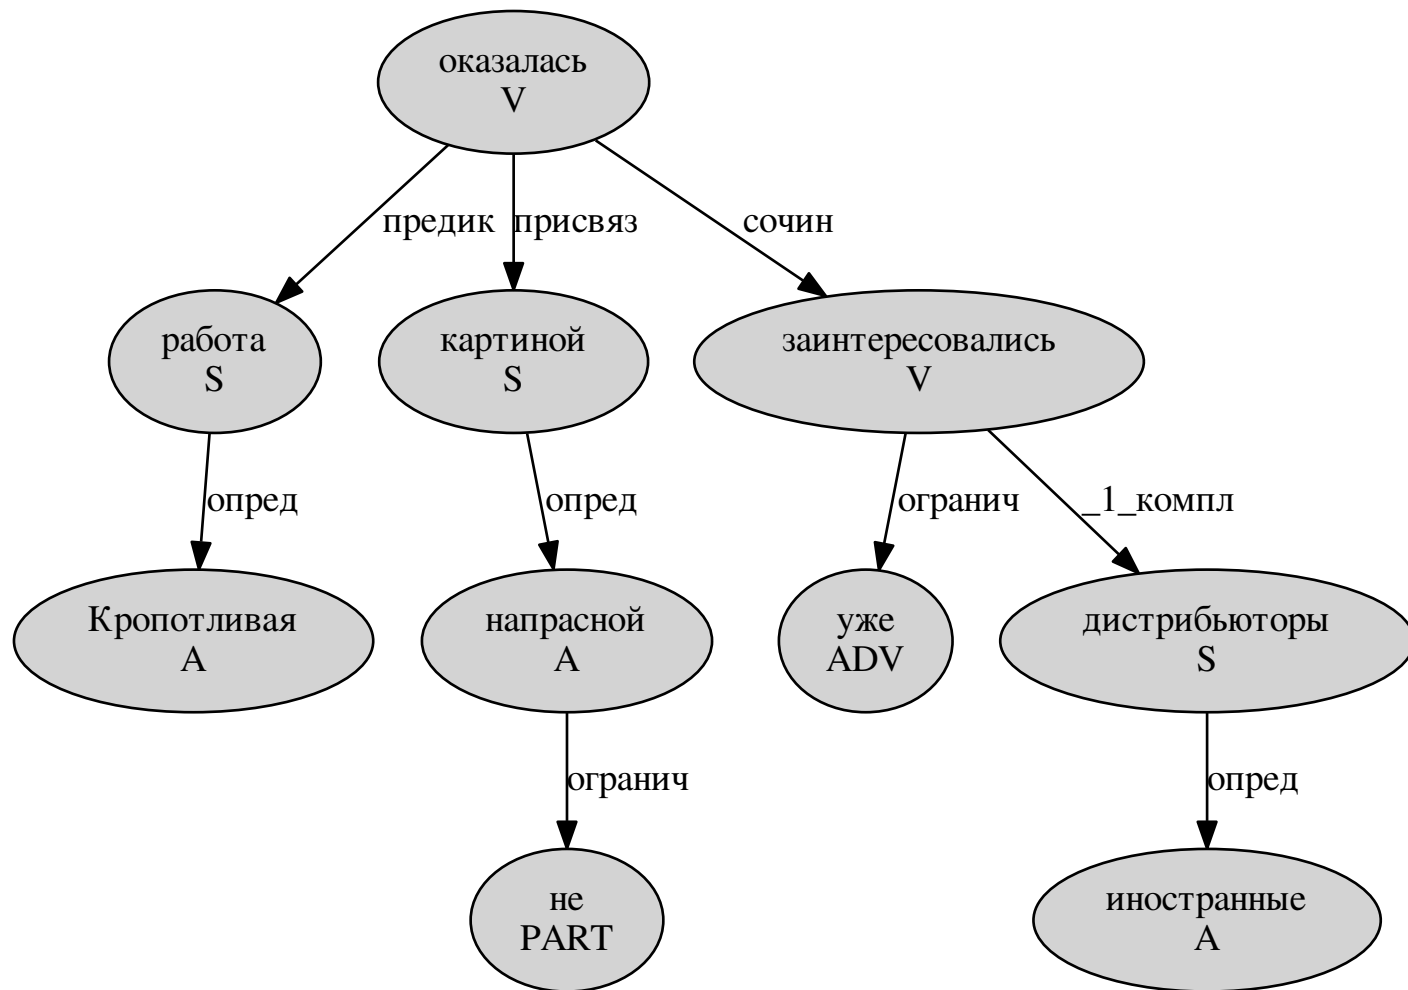 оказалась
V
предик
присвяз
сочин
работа
S
картиной
S
заинтересовались
V
опред
опред
огранич
_1_компл
Кропотливая
A
напрасной
A
уже
ADV
дистрибьюторы
S
огранич
опред
не
PART
иностранные
A